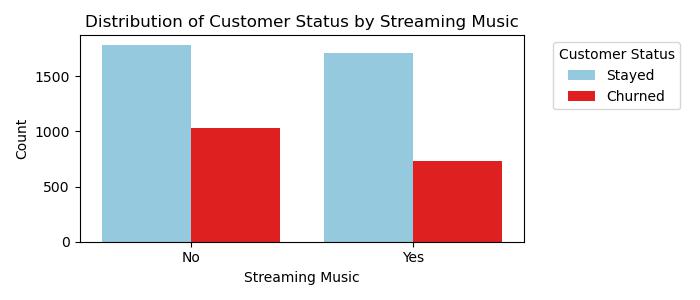 Distribution of Customer Status by Streaming Music
Customer Status
Stayed
Churned
Count
1500
1000
500
0
No
Yes
Streaming Music